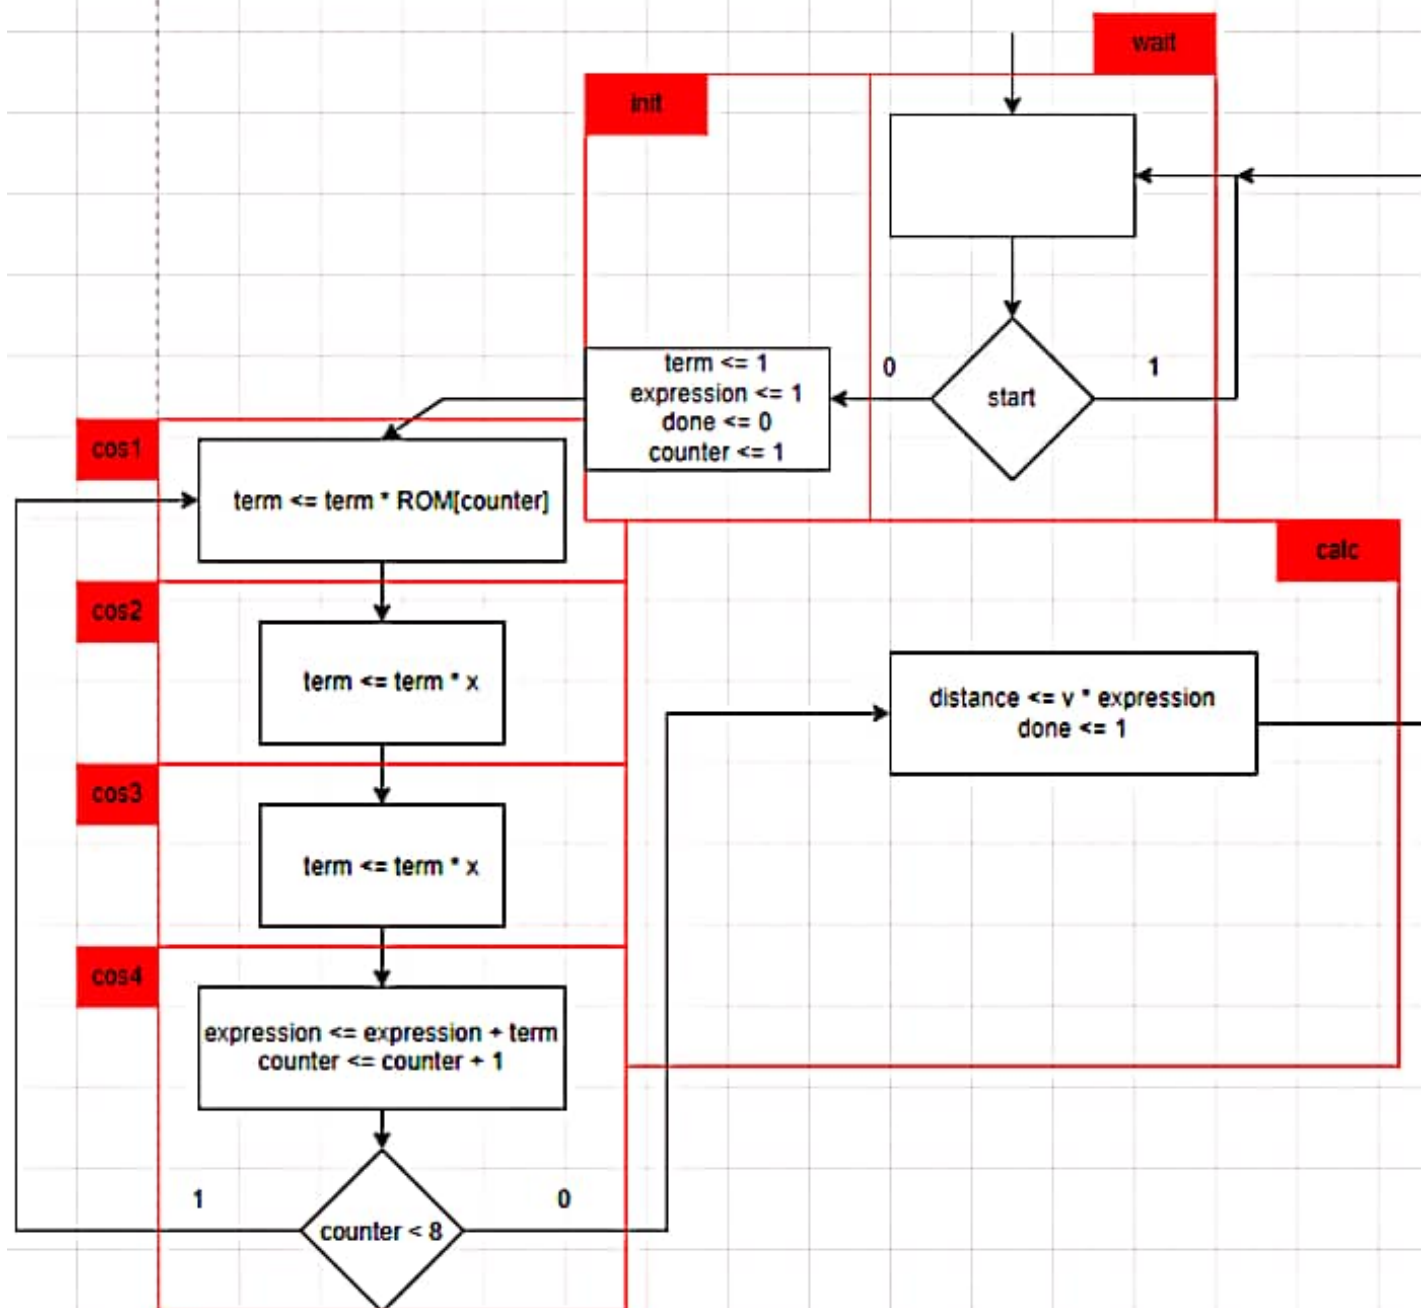 wait
init
term <= 1
expression <= 1
done <= 0
counter <= 1
0
start
1
cos1
term <= term * ROM[counter]
cos2
term <= term * x
cos3
term <= term * x
cos4
expression <= expression + term
counter <= counter + 1
1
counter < 8
0
calc
distance <= v * expression
done <= 1